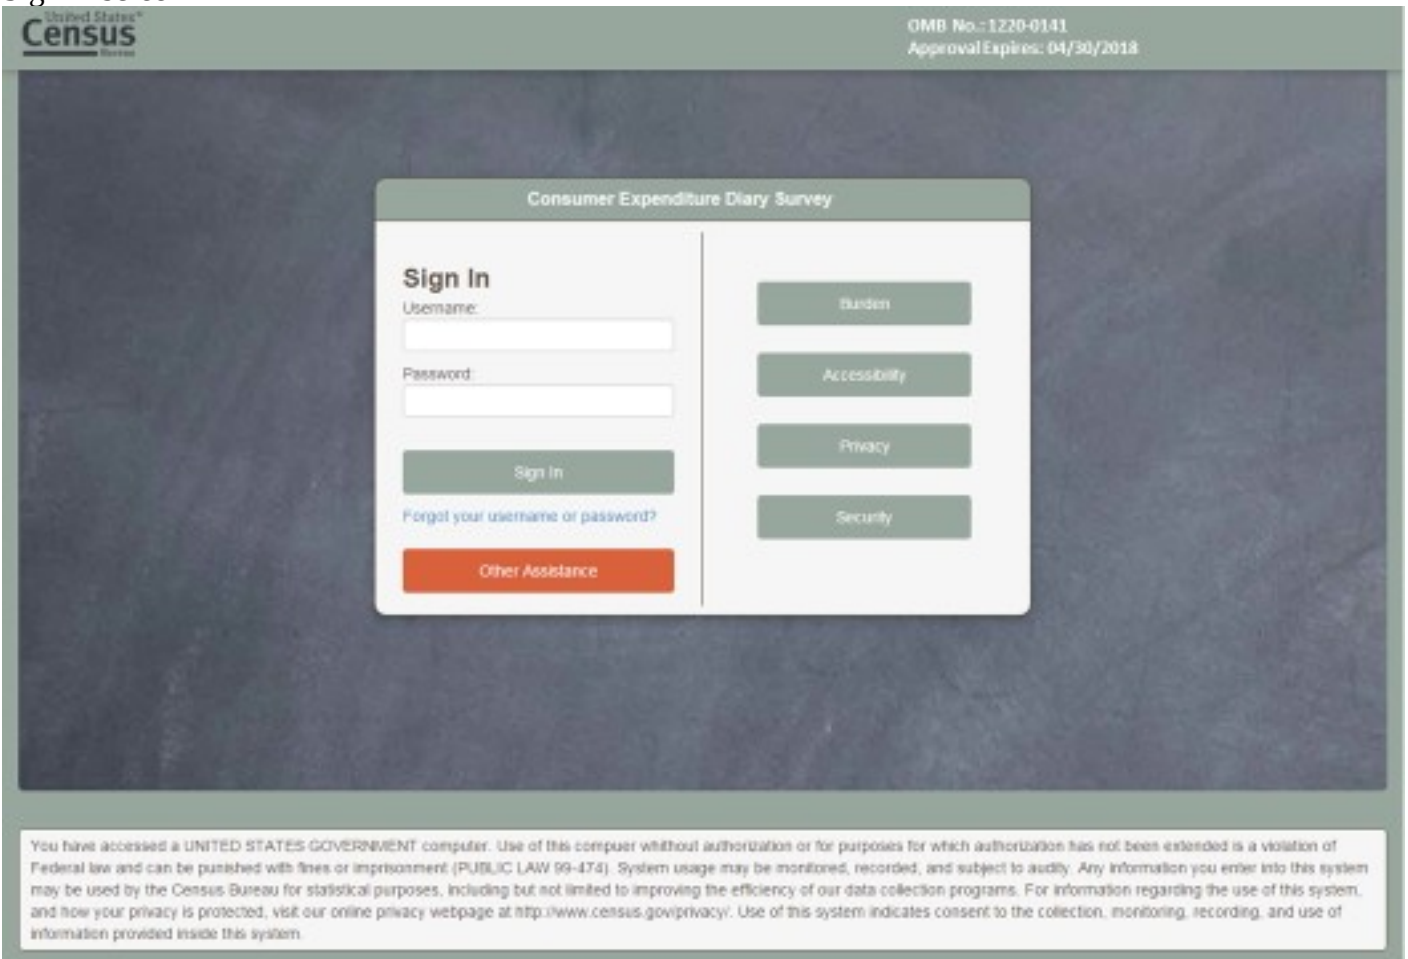 United States™
Census
Bureau
OMB No.: 1220-0141
Approval Expires: 04/30/2018
Consumer Expenditure Diary Survey
Sign In
Username:
Burden
Password:
Accessibility
Privacy
Sign In
Forgot your username or password?
Security
Other Assistance
You have accessed a UNITED STATES GOVERNMENT computer. Use of this compuer whithout authorization or for purposes for which authorization has not been extended is a violation of
Federal law and can be punished with fines or imprisonment (PUBLIC LAW 99-474). System usage may be monitored, recorded, and subject to audity. Any information you enter into this system
may be used by the Census Bureau for statistical purposes, including but not limited to improving the efficiency of our data collection programs. For information regarding the use of this system,
and how your privacy is protected, visit our online privacy webpage at http://www.census.gov/privacy/. Use of this system indicates consent to the collection, monitoring, recording, and use of
information provided inside this system.